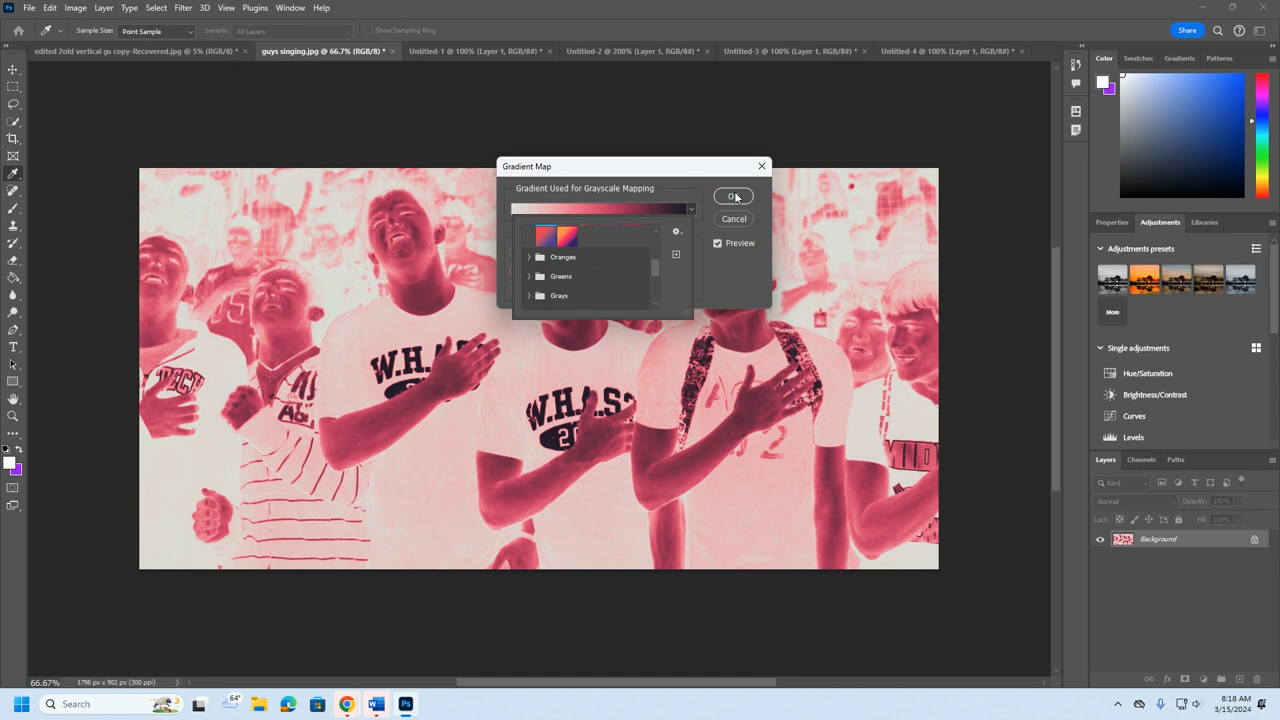 File Edit Image Layer Type Select Filter 3D View Plugins Window Help
Sample Size: Point Sample Sample: All Layers Show Sampling Ring Share
edited 2old vertical gs copy-Recovered.jpg @ 5% (RGB/8) * × guys singing.jpg @ 66.7% (RGB/8) * × Untitled-1 @ 100% (Layer 1, RGB/8#) * × Untitled-2 @ 200% (Layer 1, RGB/8#) * × Untitled-3 @ 100% (Layer 1, RGB/8#) * × Untitled-4 @ 100% (Layer 1, RGB/8#) * ×
Color Swatches Gradients Patterns
Gradient Map
Gradient Used for Grayscale Mapping
Cancel
Preview
Oranges
Greens
Grays
TECH
W.H.A.S
W.H.A.S?
20
MID
Properties Adjustments Libraries
Adjustments presets
More
Single adjustments
Hue/Saturation
Brightness/Contrast
Curves
Levels
Layers Channels Paths
Kind
Normal Opacity: 100%
Lock: Fill: 100%
Background
66.67% 1798 px x 902 px (300 ppi)
Search
64°
8:18 AM
3/15/2024